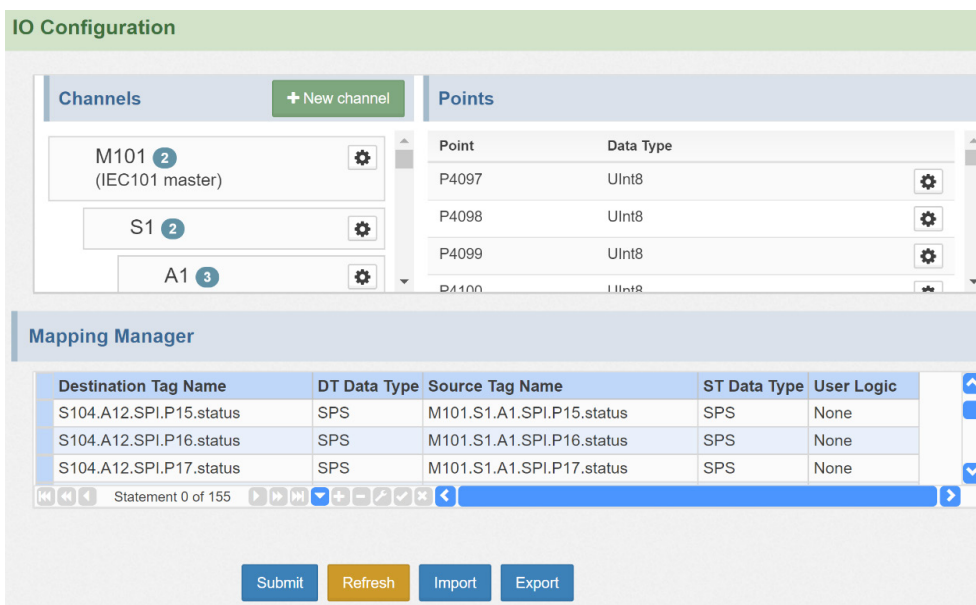 IO Configuration
Channels
+ New channel
M101 2
(IEC101 master)
S1 2
A1 3
Points
Point Data Type
P4097 UInt8
P4098 UInt8
P4099 UInt8
P4100 UInt8
Mapping Manager
Destination Tag Name DT Data Type Source Tag Name ST Data Type User Logic
S104.A12.SPI.P15.status SPS M101.S1.A1.SPI.P15.status SPS None
S104.A12.SPI.P16.status SPS M101.S1.A1.SPI.P16.status SPS None
S104.A12.SPI.P17.status SPS M101.S1.A1.SPI.P17.status SPS None
Statement 0 of 155
Submit Refresh Import Export